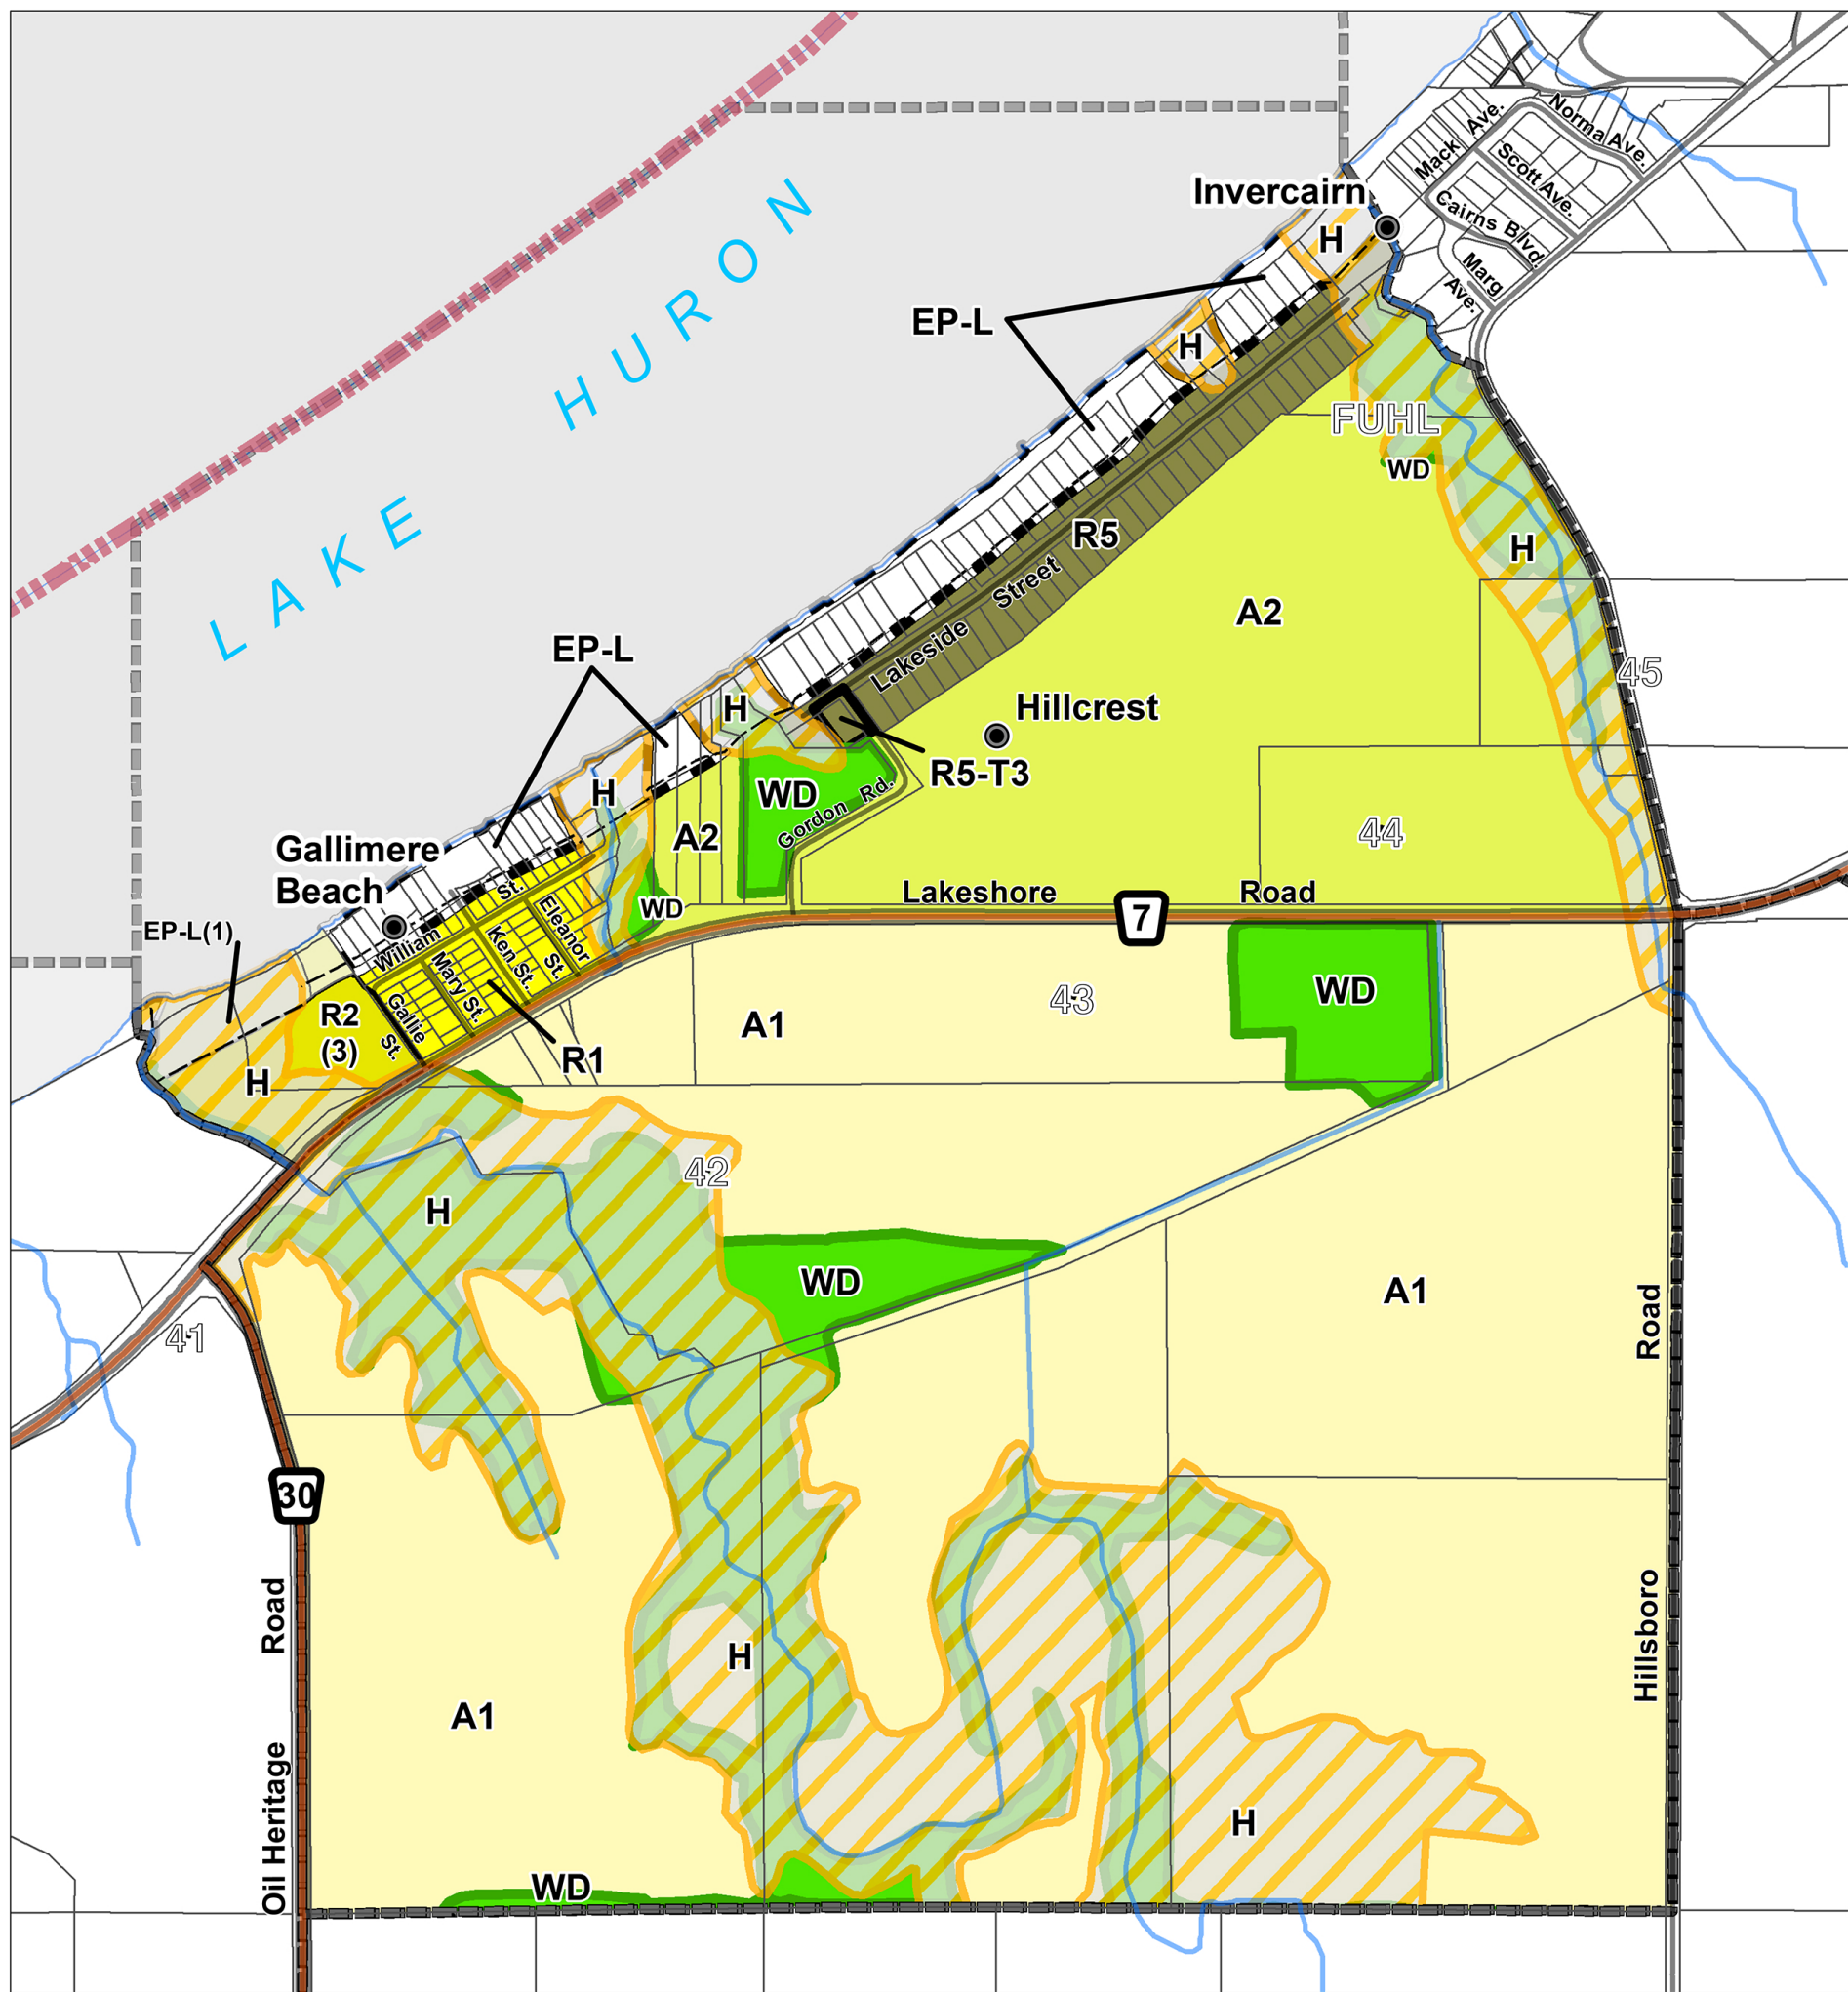 Norma Ave.
Mack Ave.
Scott Ave.
Invercairn
Cairns Blvd.
H
Marg
Ave.
EP-L
H
LAKE HURON
FUHL
WD
R5
H
Lakeside Street
A2
EP-L
45
H
Hillcrest
R5-T3
H
WD
Gordon Rd.
A2
44
Gallimere
Beach
St.
Eleanor St.
WD
Lakeshore Road
7
EP-L(1)
William
Ken St.
Mary St.
Gallie St.
R2
(3)
WD
43
A1
R1
H
42
H
WD
A1
41
Road
30
Road
Hillsboro
H
A1
Oil Heritage
H
WD